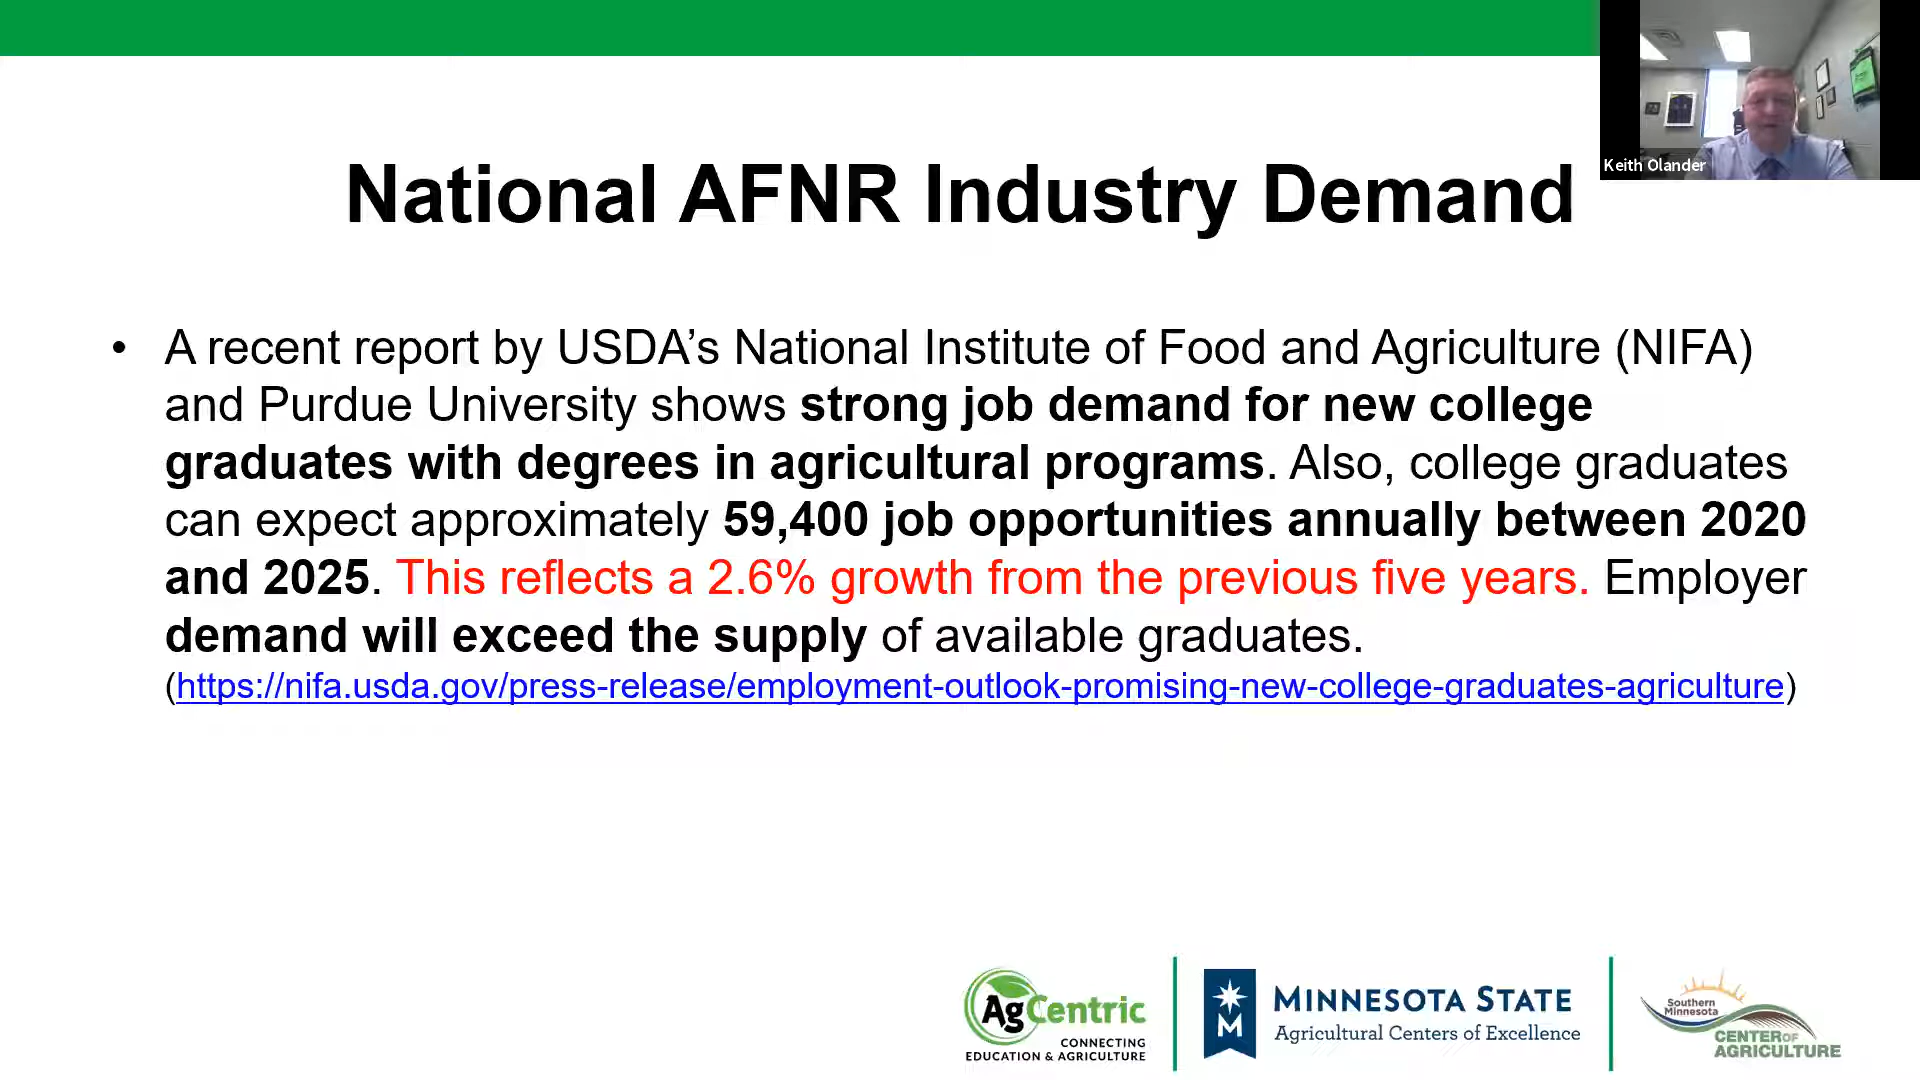 Keith Olander
National AFNR Industry Demand
• A recent report by USDA’s National Institute of Food and Agriculture (NIFA)
and Purdue University shows strong job demand for new college
graduates with degrees in agricultural programs. Also, college graduates
can expect approximately 59,400 job opportunities annually between 2020
and 2025. This reflects a 2.6% growth from the previous five years. Employer
demand will exceed the supply of available graduates.
(https://nifa.usda.gov/press-release/employment-outlook-promising-new-college-graduates-agriculture)
AgCentric
CONNECTING
EDUCATION & AGRICULTURE
M
MINNESOTA STATE
Agricultural Centers of Excellence
Southern
Minnesota
CENTER OF
AGRICULTURE